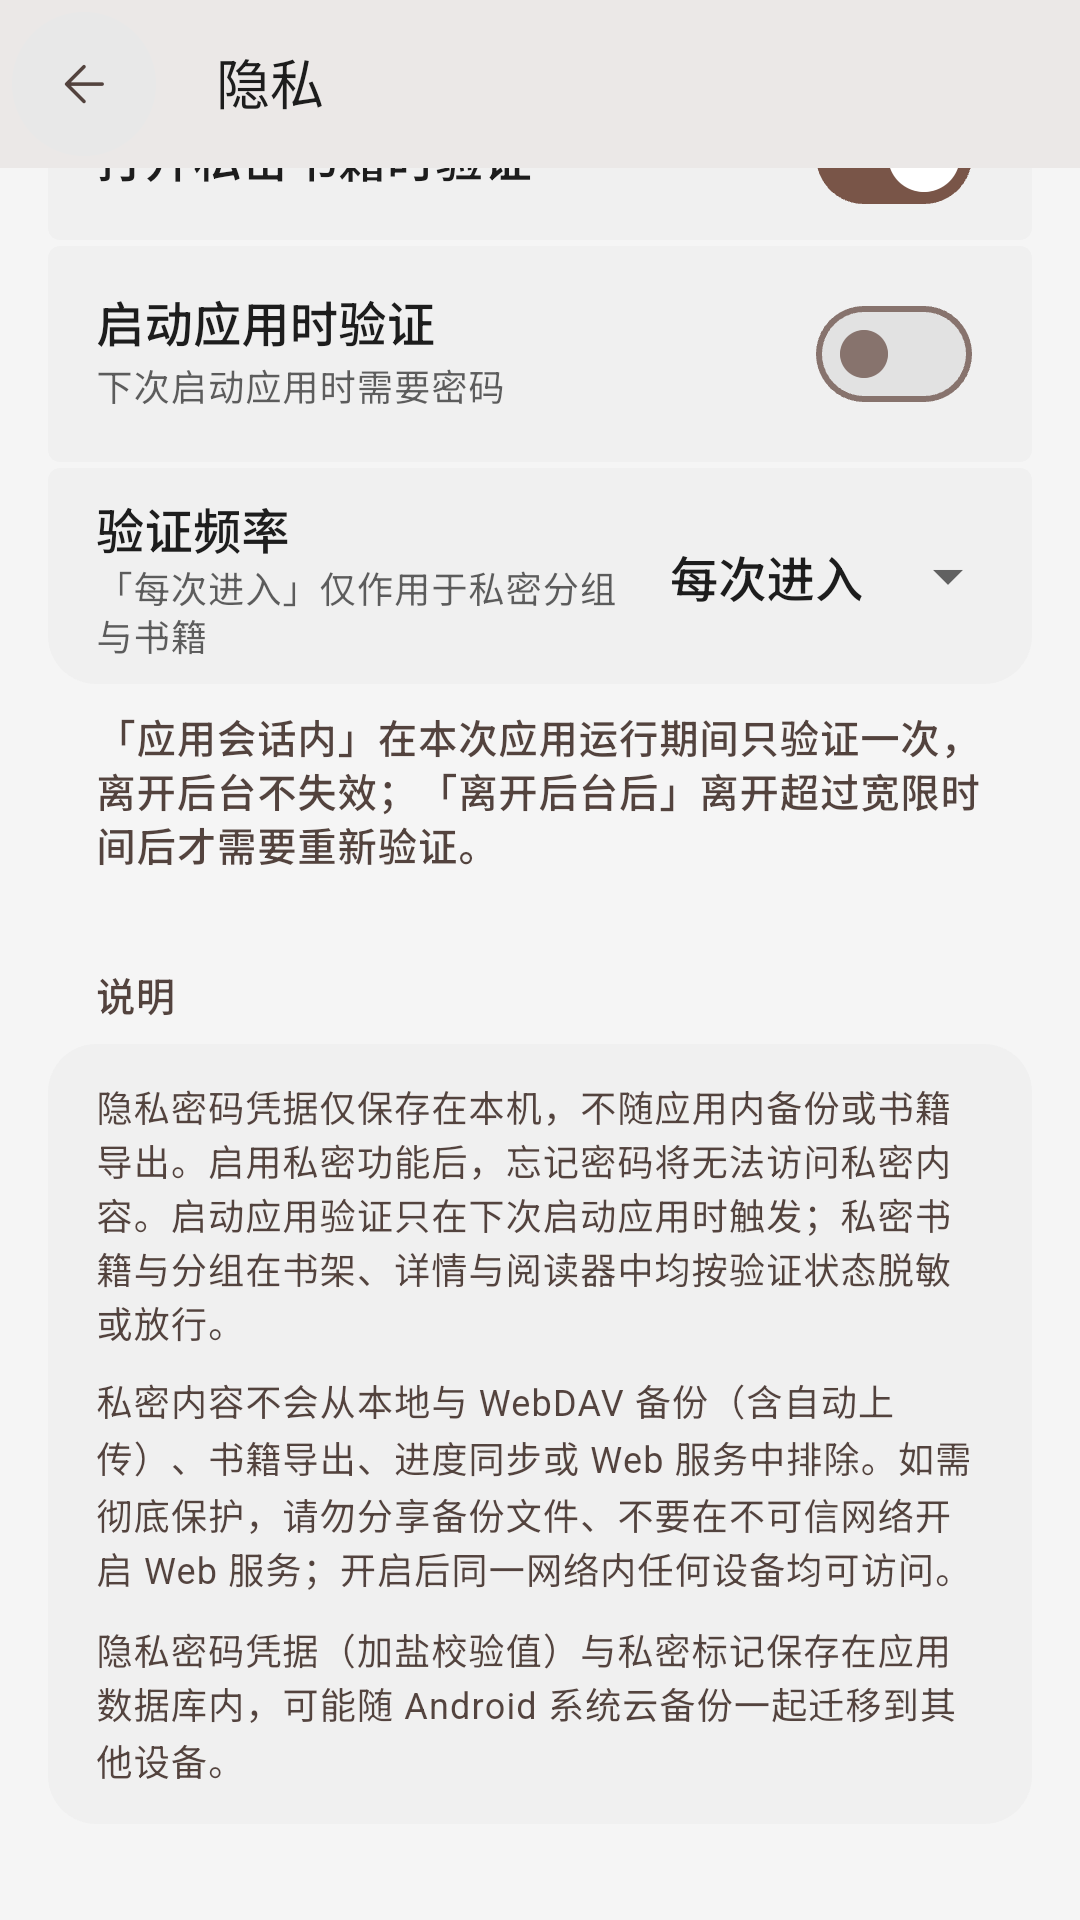 隐私
打开私密书籍时验证
启动应用时验证
下次启动应用时需要密码
验证频率
「每次进入」仅作用于私密分组
与书籍
每次进入
「应用会话内」在本次应用运行期间只验证一次，
离开后台不失效；「离开后台后」离开超过宽限时
间后才需要重新验证。
说明
隐私密码凭据仅保存在本机，不随应用内备份或书籍
导出。启用私密功能后，忘记密码将无法访问私密内
容。启动应用验证只在下次启动应用时触发；私密书
籍与分组在书架、详情与阅读器中均按验证状态脱敏
或放行。
私密内容不会从本地与 WebDAV 备份（含自动上
传）、书籍导出、进度同步或 Web 服务中排除。如需
彻底保护，请勿分享备份文件、不要在不可信网络开
启 Web 服务；开启后同一网络内任何设备均可访问。
隐私密码凭据（加盐校验值）与私密标记保存在应用
数据库内，可能随 Android 系统云备份一起迁移到其
他设备。